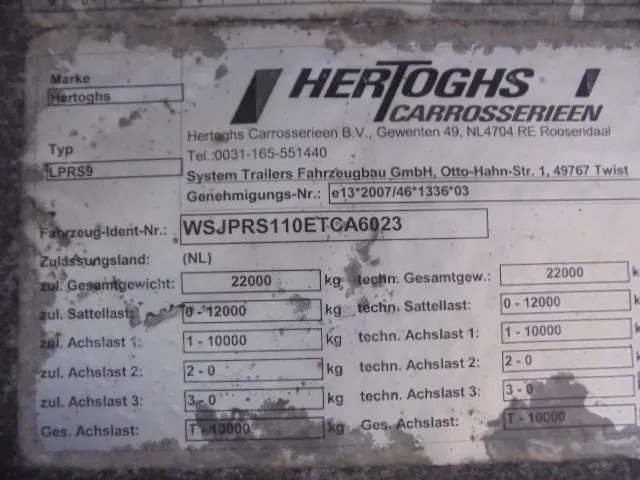 Marke
Hertoghs
HERTOGHS
CARROSSERIEEN
Hertoghs Carrosserieen B.V., Gewenten 49, NL4704 RE Roosendaal
Typ
Tel.:0031-165-551440
LPRS9
System Trailers Fahrzeugbau GmbH, Otto-Hahn-Str. 1, 49767 Twist
Genehmigungs-Nr.: e13*2007/46*1336*03
Fahrzeug-Ident-Nr.: WSJPRS110ETCA6023
Zulassungsland: (NL)
zul. Gesamtgewicht: 22000 kg techn. Gesamtgew.: 22000
zul. Sattellast: 0 - 12000 kg techn. Sattellast: 0 - 12000
zul. Achslast 1: 1 - 10000 kg techn. Achslast 1: 1 - 10000
zul. Achslast 2: 2 - 0 kg techn. Achslast 2: 2 - 0
zul. Achslast 3: 3 - 0 kg techn. Achslast 3: 3 - 0
Ges. Achslast: T - 10000 kg Ges. Achslast: T - 10000